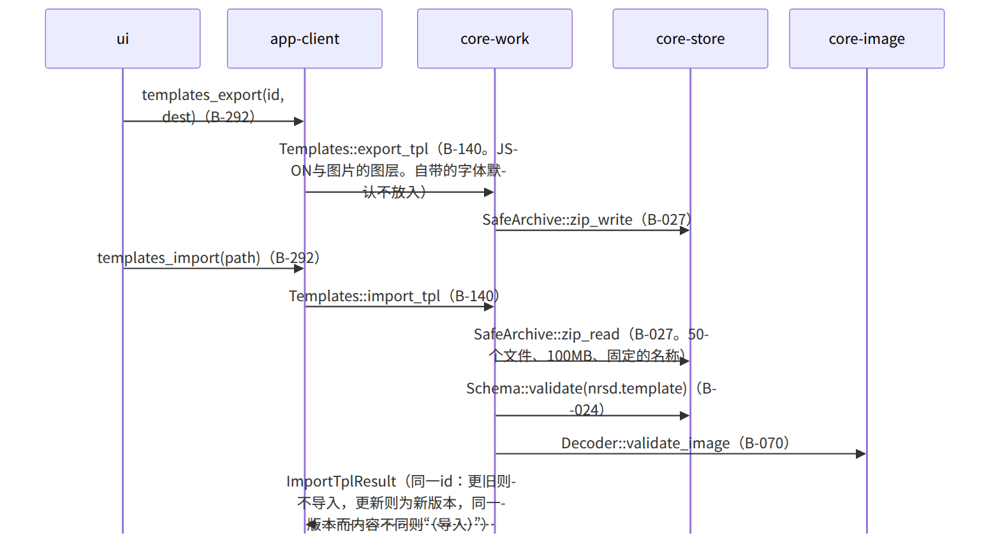 ui
app-client
core-work
core-store
core-image
templates_export(id,
dest)（B-292）
Templates::export_tpl（B-140。JS-
ON与图片的图层。自带的字体默-
认不放入）
SafeArchive::zip_write（B-027）
templates_import(path)（B-292）
Templates::import_tpl（B-140）
SafeArchive::zip_read（B-027。50-
个文件、100MB、固定的名称）
Schema::validate(nrsd.template)（B-
-024）
Decoder::validate_image（B-070）
ImportTplResult（同一id：更旧则-
不导入，更新则为新版本，同一-
版本而内容不同则“（导入）”）